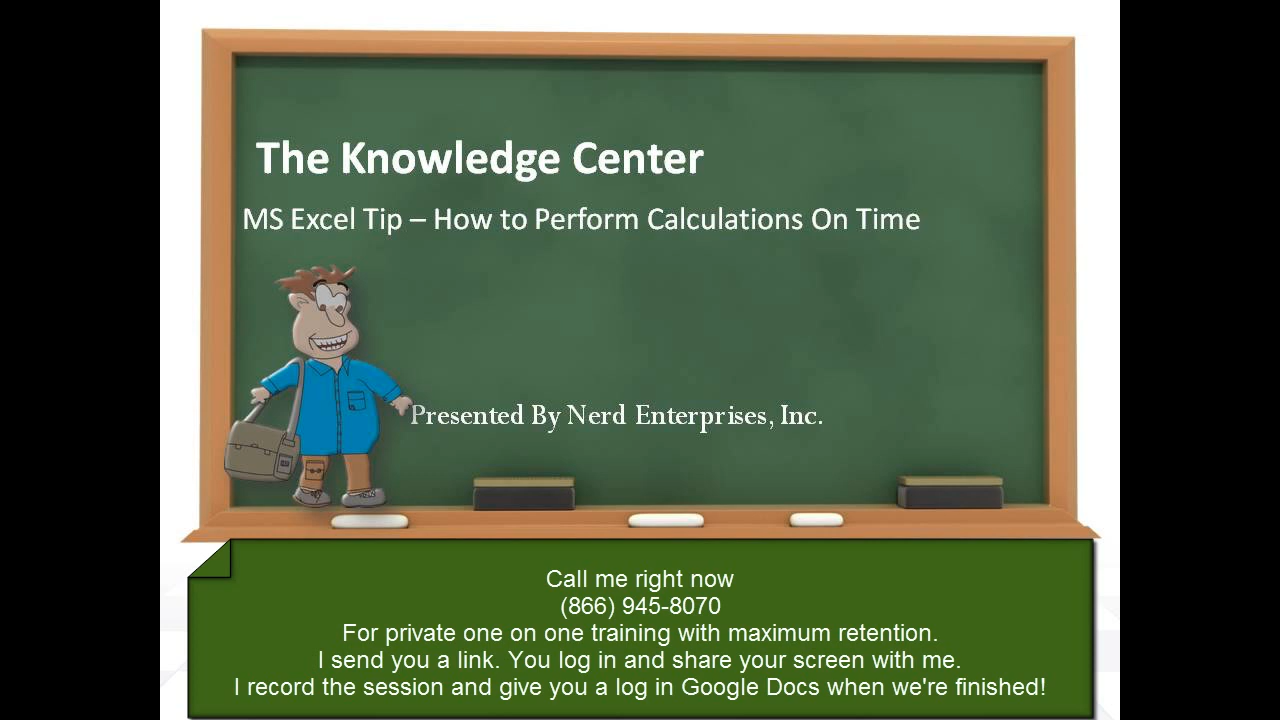 The Knowledge Center
MS Excel Tip – How to Perform Calculations On Time
Presented By Nerd Enterprises, Inc.
Call me right now
(866) 945-8070
For private one on one training with maximum retention.
I send you a link. You log in and share your screen with me.
I record the session and give you a log in Google Docs when we're finished!